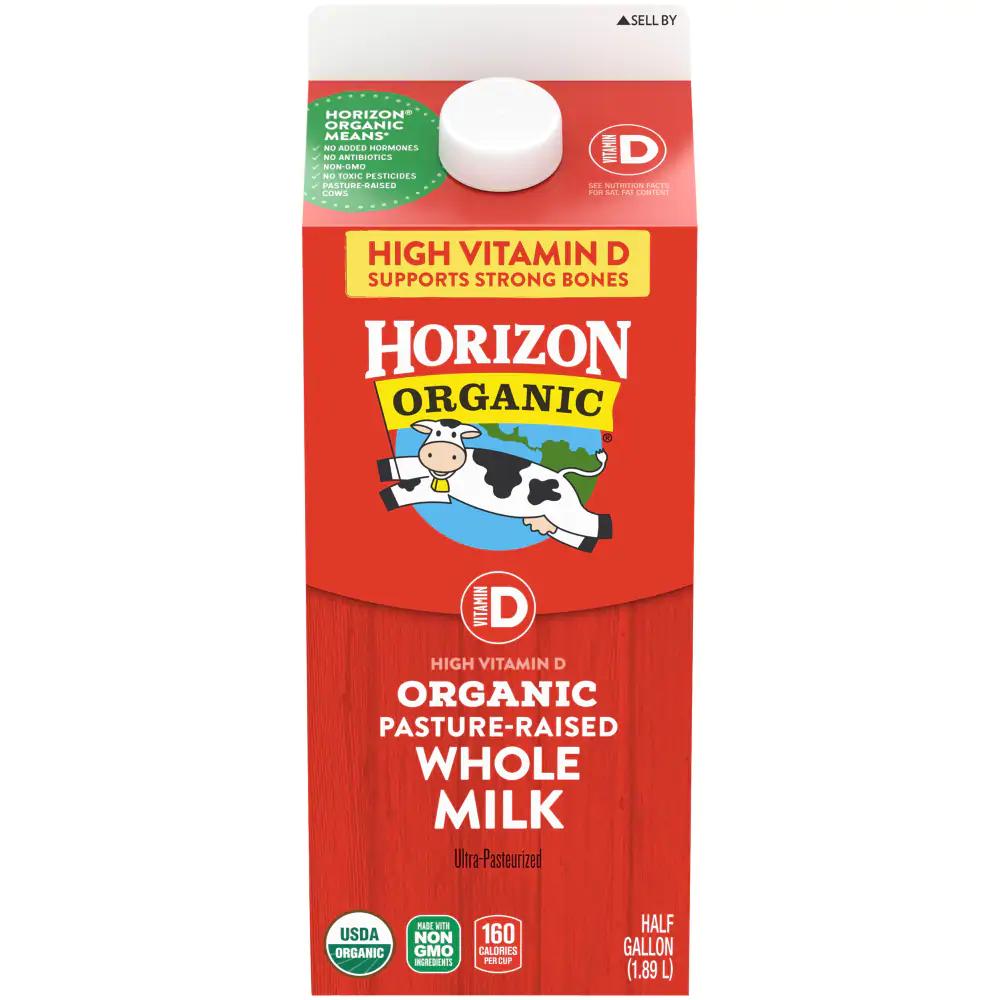 ▲SELL BY
HORIZON®
ORGANIC
MEANS*
✓ NO ADDED HORMONES
✓ NO ANTIBIOTICS
✓ NON-GMO
✓ NO TOXIC PESTICIDES
✓ PASTURE-RAISED
COWS
VITAMIN D
SEE NUTRITION FACTS
FOR SAT. FAT CONTENT
HIGH VITAMIN D
SUPPORTS STRONG BONES
HORIZON
ORGANIC
®
VITAMIN D
HIGH VITAMIN D
ORGANIC
PASTURE-RAISED
WHOLE
MILK
Ultra-Pasteurized
USDA
ORGANIC
MADE WITH
NON
GMO
INGREDIENTS
160
CALORIES
PER CUP
HALF
GALLON
(1.89 L)